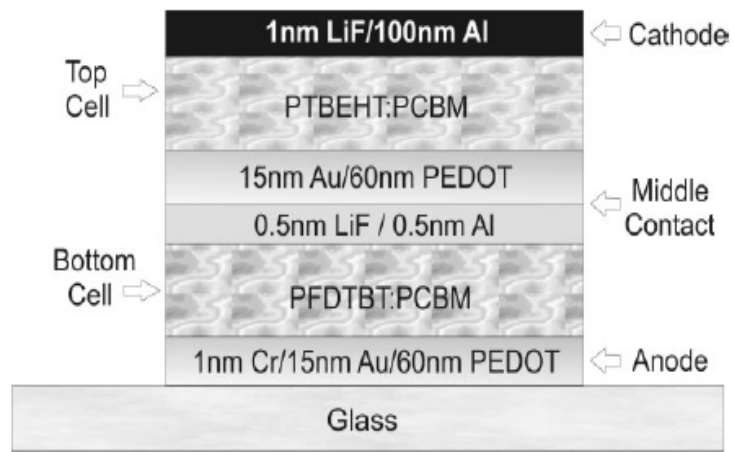 1nm LiF/100nm Al
Cathode
Top
Cell
PTBEHT:PCBM
15nm Au/60nm PEDOT
Middle
Contact
0.5nm LiF / 0.5nm Al
Bottom
Cell
PFDTBT:PCBM
1nm Cr/15nm Au/60nm PEDOT
Anode
Glass